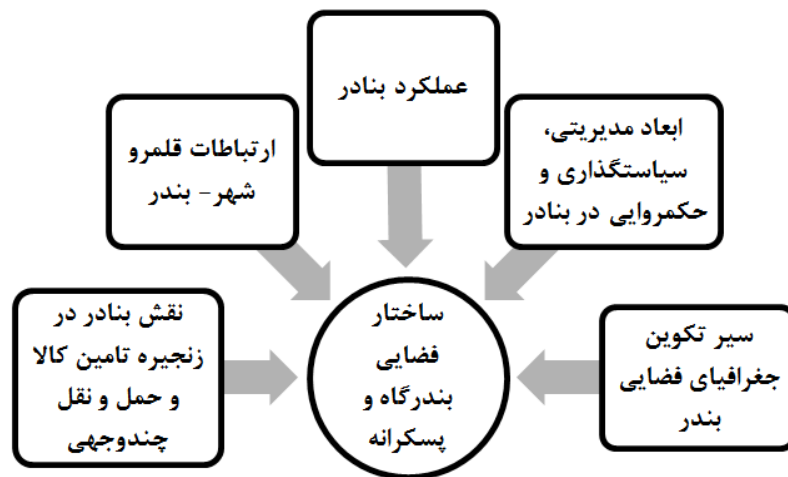 عملکرد بنادر
ابعاد مدیریتی،
سیاستگذاری و
حکمروایی در بنادر
ارتباطات قلمرو
شهر- بندر
سیر تکوین
جغرافیای فضایی
بندر
نقش بنادر در
زنجیره تامین کالا
و حمل و نقل
چندوجهی
ساختار
فضایی
بندرگاه و
پسکرانه